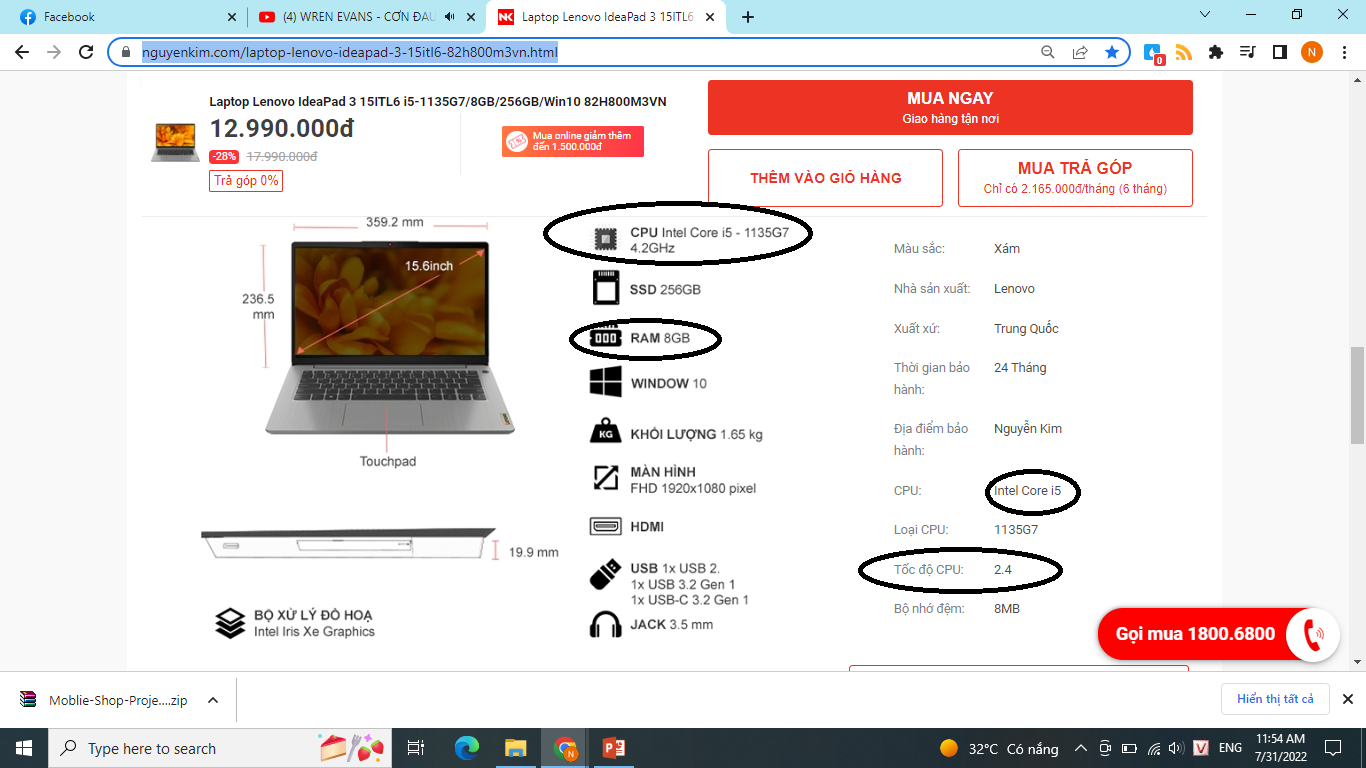 Facebook
(4) WREN EVANS - CƠN ĐAU
NK
Laptop Lenovo IdeaPad 3 15ITL6
nguyenkim.com/laptop-lenovo-ideapad-3-15itl6-82h800m3vn.html
0
N
Laptop Lenovo IdeaPad 3 15ITL6 i5-1135G7/8GB/256GB/Win10 82H800M3VN
12.990.000đ
-28% 17.990.000đ
Trả góp 0%
Mua online giảm thêm
đến 1.500.000đ
MUA NGAY
Giao hàng tận nơi
THÊM VÀO GIỎ HÀNG
MUA TRẢ GÓP
Chỉ có 2.165.000đ/tháng (6 tháng)
359.2 mm
15.6inch
236.5
mm
Touchpad
19.9 mm
BỘ XỬ LÝ ĐỒ HOẠ
Intel Iris Xe Graphics
CPU Intel Core i5 - 1135G7
4.2GHz
SSD 256GB
RAM 8GB
WINDOW 10
KG
KHỐI LƯỢNG 1.65 kg
MÀN HÌNH
FHD 1920x1080 pixel
HDMI
USB 1x USB 2.
1x USB 3.2 Gen 1
1x USB-C 3.2 Gen 1
JACK 3.5 mm
Màu sắc: Xám
Nhà sản xuất: Lenovo
Xuất xứ: Trung Quốc
Thời gian bảo 24 Tháng
hành:
Địa điểm bảo Nguyễn Kim
hành:
CPU: Intel Core i5
Loại CPU: 1135G7
Tốc độ CPU: 2.4
Bộ nhớ đệm: 8MB
Gọi mua 1800.6800
Moblie-Shop-Proje....zip
Hiển thị tất cả
Type here to search
N
32°C Có nắng
V
ENG
11:54 AM
7/31/2022